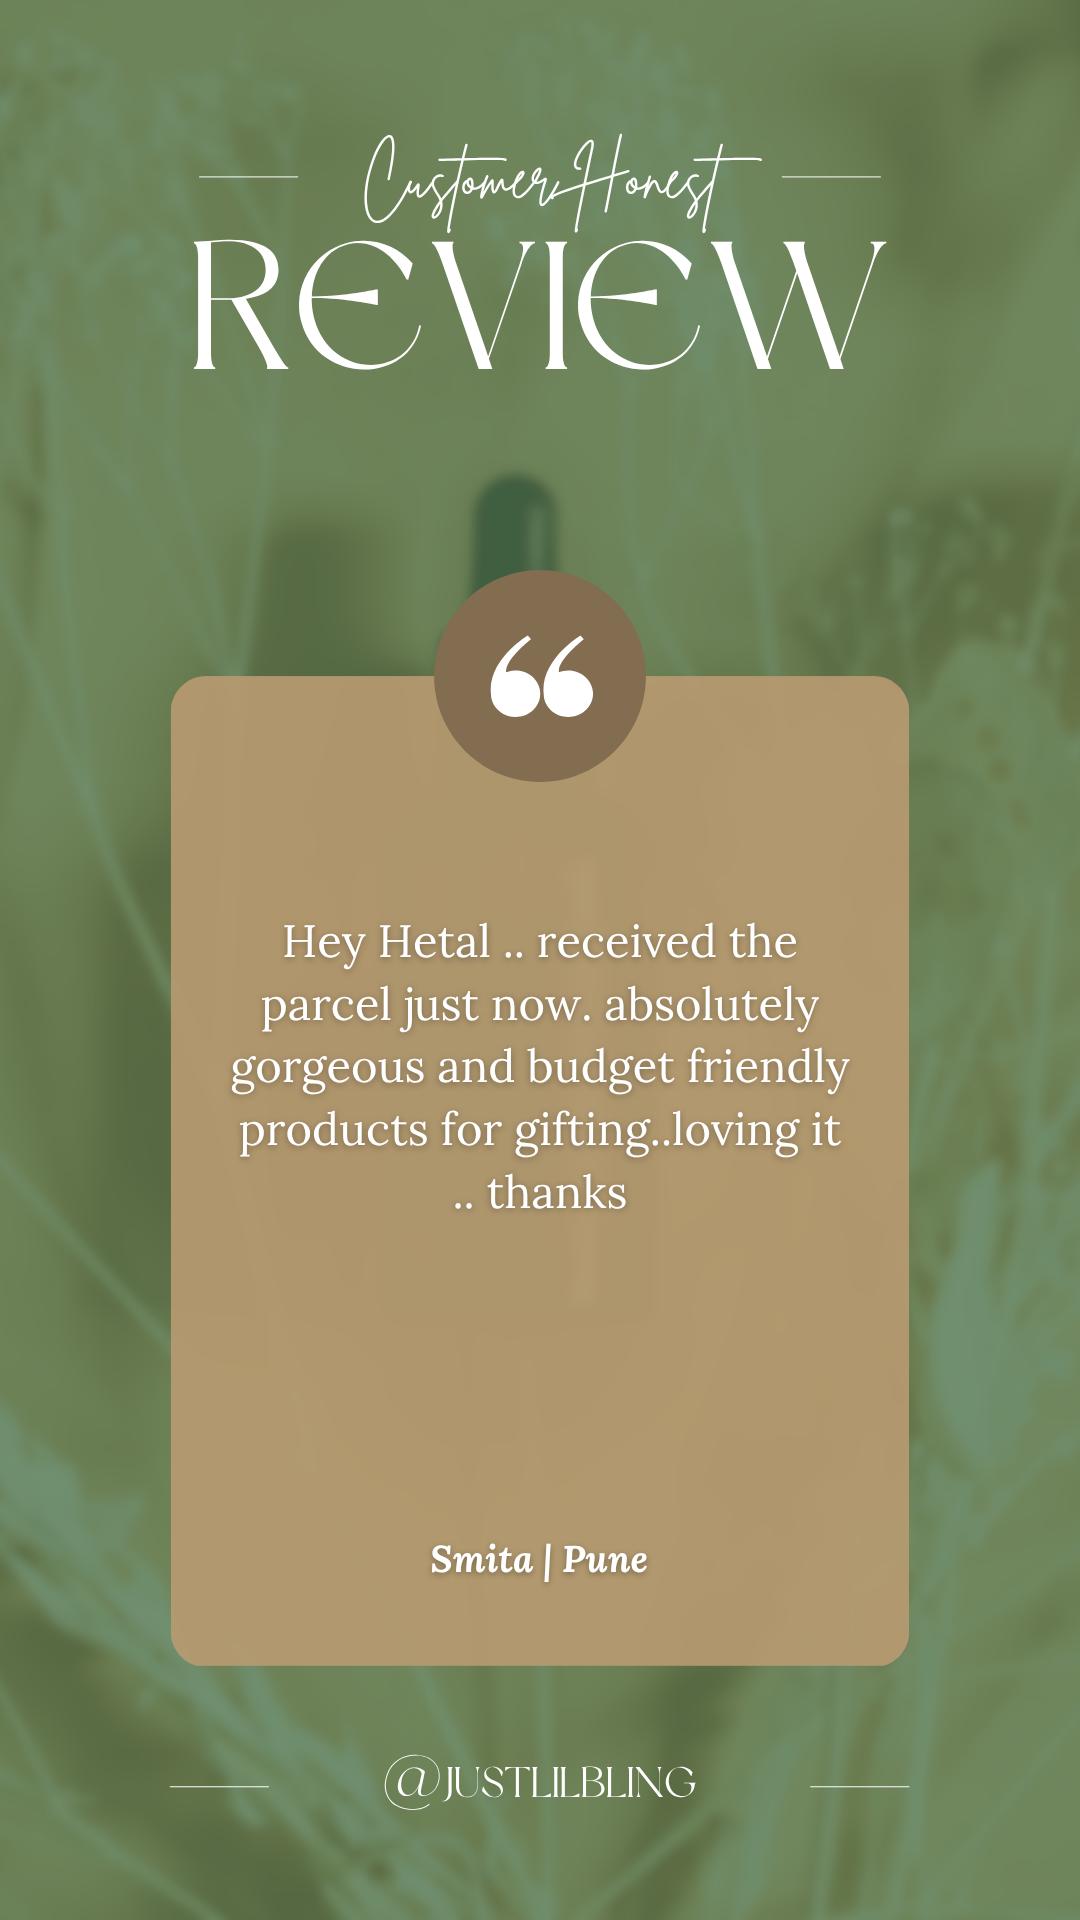 Customer Honest
REVIEW
“
Hey Hetal .. received the
parcel just now. absolutely
gorgeous and budget friendly
products for gifting..loving it
.. thanks
Smita | Pune
@JUSTLILBLING